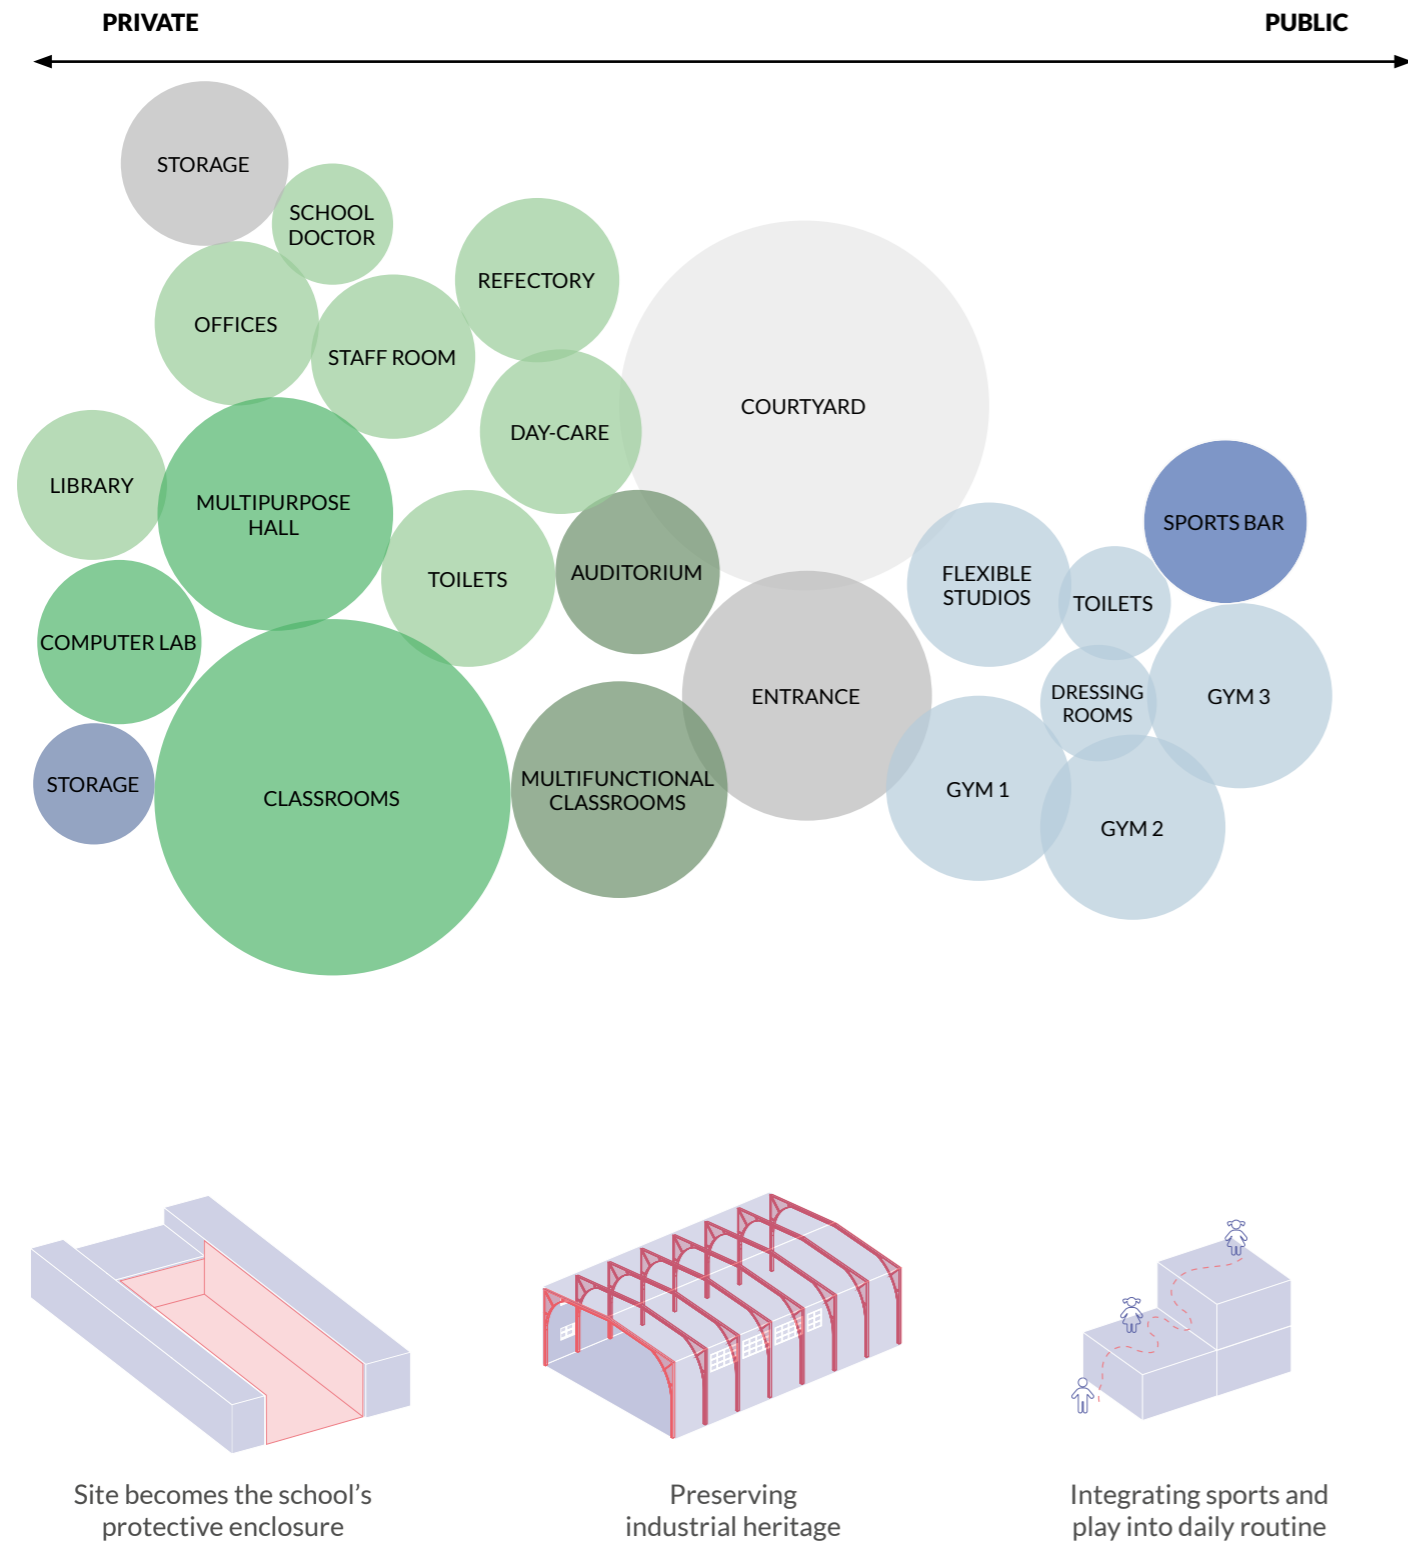 PRIVATE
PUBLIC
STORAGE
SCHOOL
DOCTOR
REFECTORY
OFFICES
STAFF ROOM
COURTYARD
DAY-CARE
LIBRARY
MULTIPURPOSE
HALL
SPORTS BAR
TOILETS
AUDITORIUM
FLEXIBLE
STUDIOS
TOILETS
COMPUTER LAB
ENTRANCE
DRESSING
ROOMS
GYM 3
STORAGE
CLASSROOMS
MULTIFUNCTIONAL
CLASSROOMS
GYM 1
GYM 2
Site becomes the school’s
protective enclosure
Preserving
industrial heritage
Integrating sports and
play into daily routine